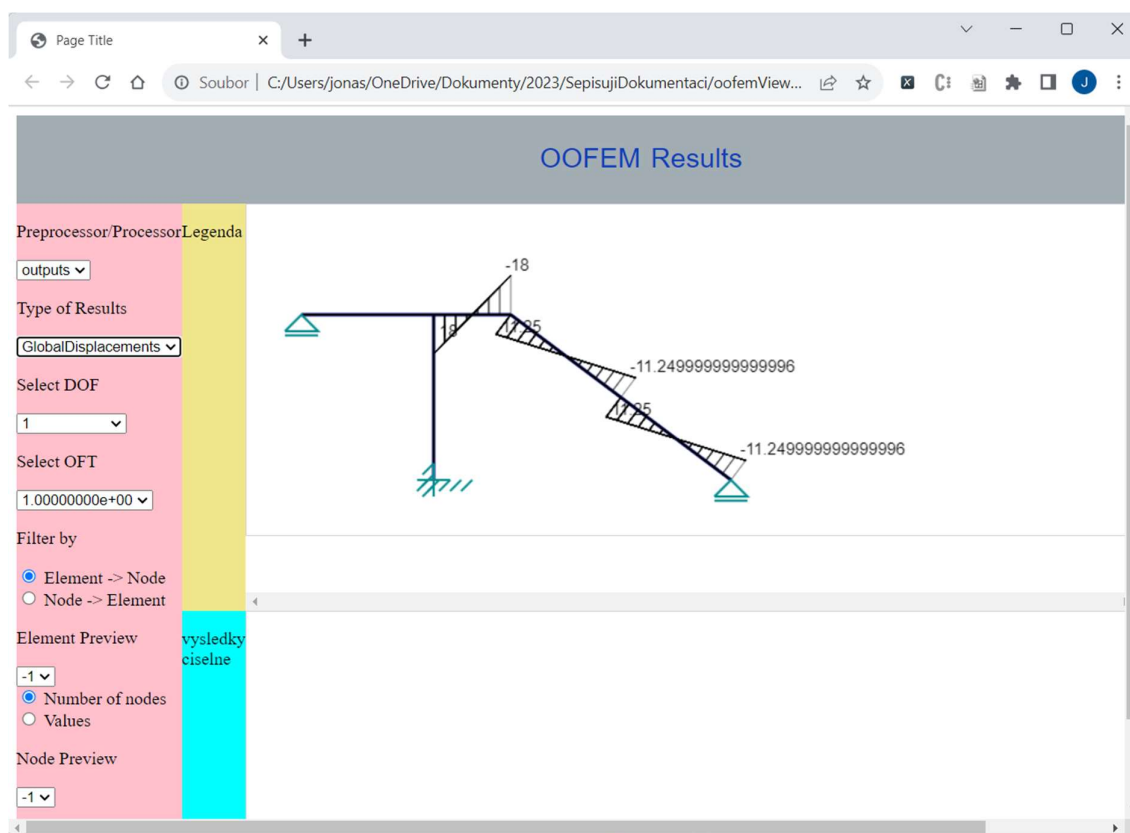 Page Title
Soubor | C:/Users/jonas/OneDrive/Dokumenty/2023/SepisujiDokumentaci/oofemView...
J
OOFEM Results
Preprocessor/Processor
outputs
Type of Results
GlobalDisplacements
Select DOF
1
Select OFT
1.00000000e+00
Filter by
Element -> Node
Node -> Element
Element Preview
-1
Number of nodes
Values
Node Preview
-1
Legenda
vysledky
ciselne
-18
18
11.25
-11.249999999999996
11.25
-11.249999999999996